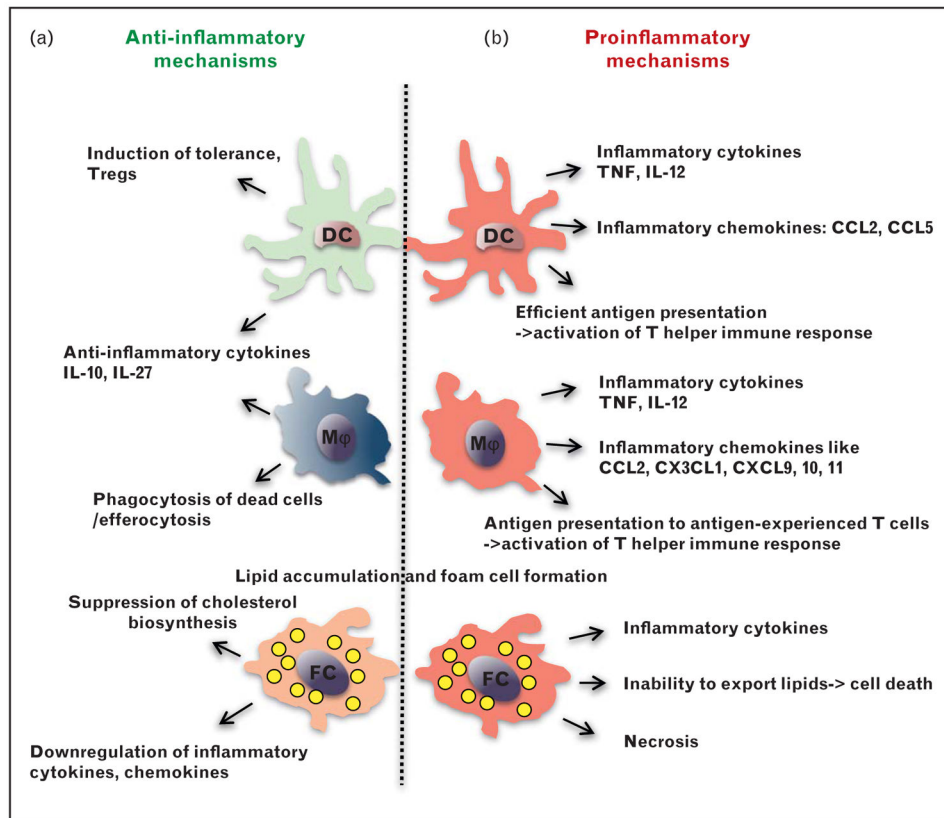 (a)
Anti-inflammatory
mechanisms
Induction of tolerance,
Tregs
DC
Anti-inflammatory cytokines
IL-10, IL-27
Mφ
Phagocytosis of dead cells
/efferocytosis
(b)
Proinflammatory
mechanisms
Inflammatory cytokines
TNF, IL-12
DC
Inflammatory chemokines: CCL2, CCL5
Efficient antigen presentation
->activation of T helper immune response
Inflammatory cytokines
TNF, IL-12
Mφ
Inflammatory chemokines like
CCL2, CX3CL1, CXCL9, 10, 11
Antigen presentation to antigen-experienced T cells
->activation of T helper immune response
Lipid accumulation and foam cell formation
Suppression of cholesterol
biosynthesis
FC
Downregulation of inflammatory
cytokines, chemokines
Inflammatory cytokines
FC
Inability to export lipids-> cell death
Necrosis